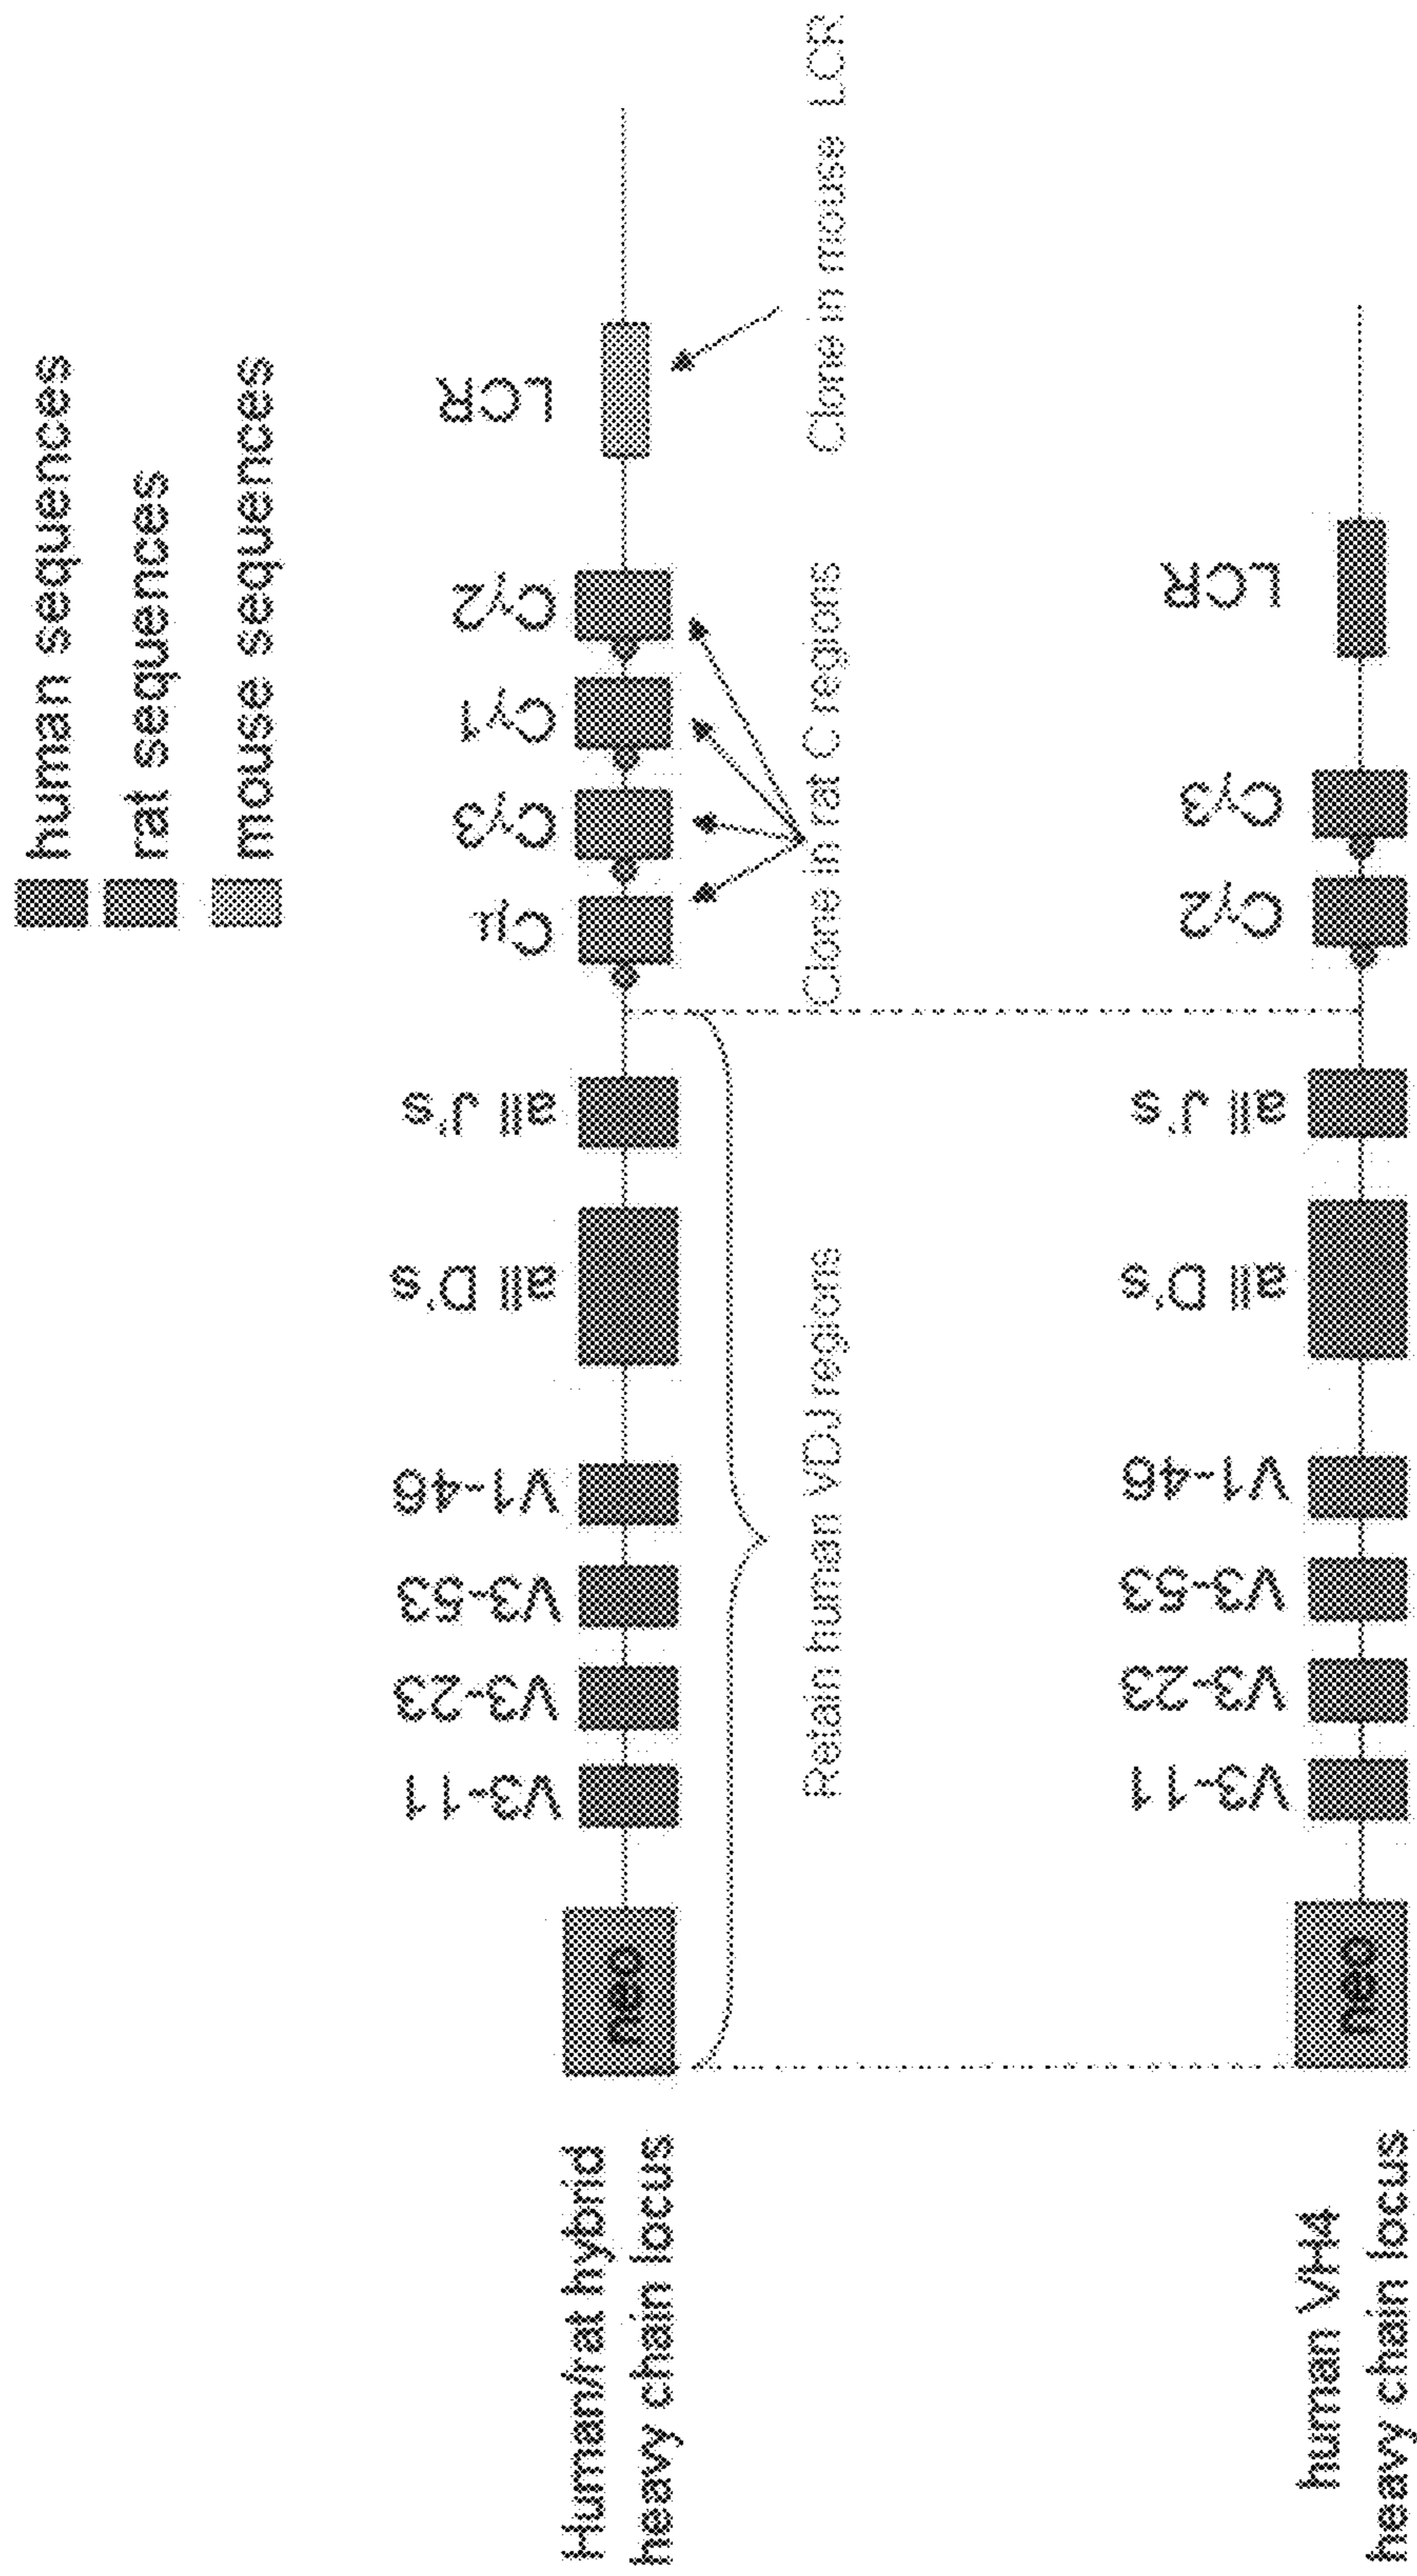 human sequences
rat sequences
mouse sequences
Human/rat hybrid
heavy chain locus
neo
V3-11
V3-23
V3-53
V1-46
all D's
all J's
Cμ
Cγ3
Cγ1
Cγ2
LCR
Retain human VDJ regions
Clone in rat C regions
Clone in mouse LCR
human VH4
heavy chain locus
neo
V3-11
V3-23
V3-53
V1-46
all D's
all J's
Cγ2
Cγ3
LCR